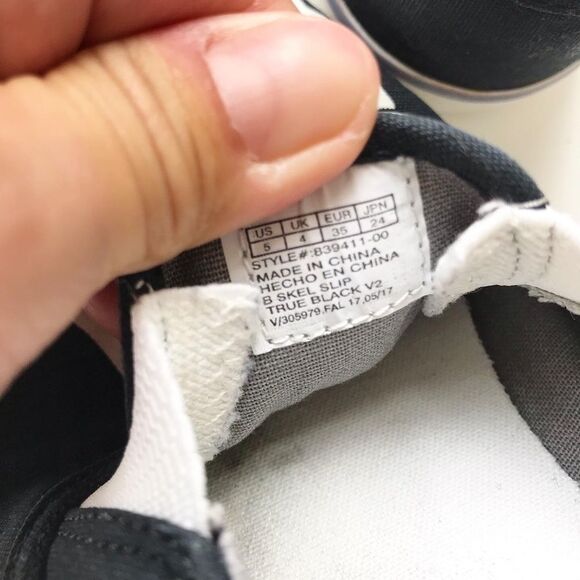 US UK EUR JPN
5 4 35 24
STYLE#:B39411-00
MADE IN CHINA
HECHO EN CHINA
B SKEL SLIP
TRUE BLACK V2
V/305979.FAL 17.05/17